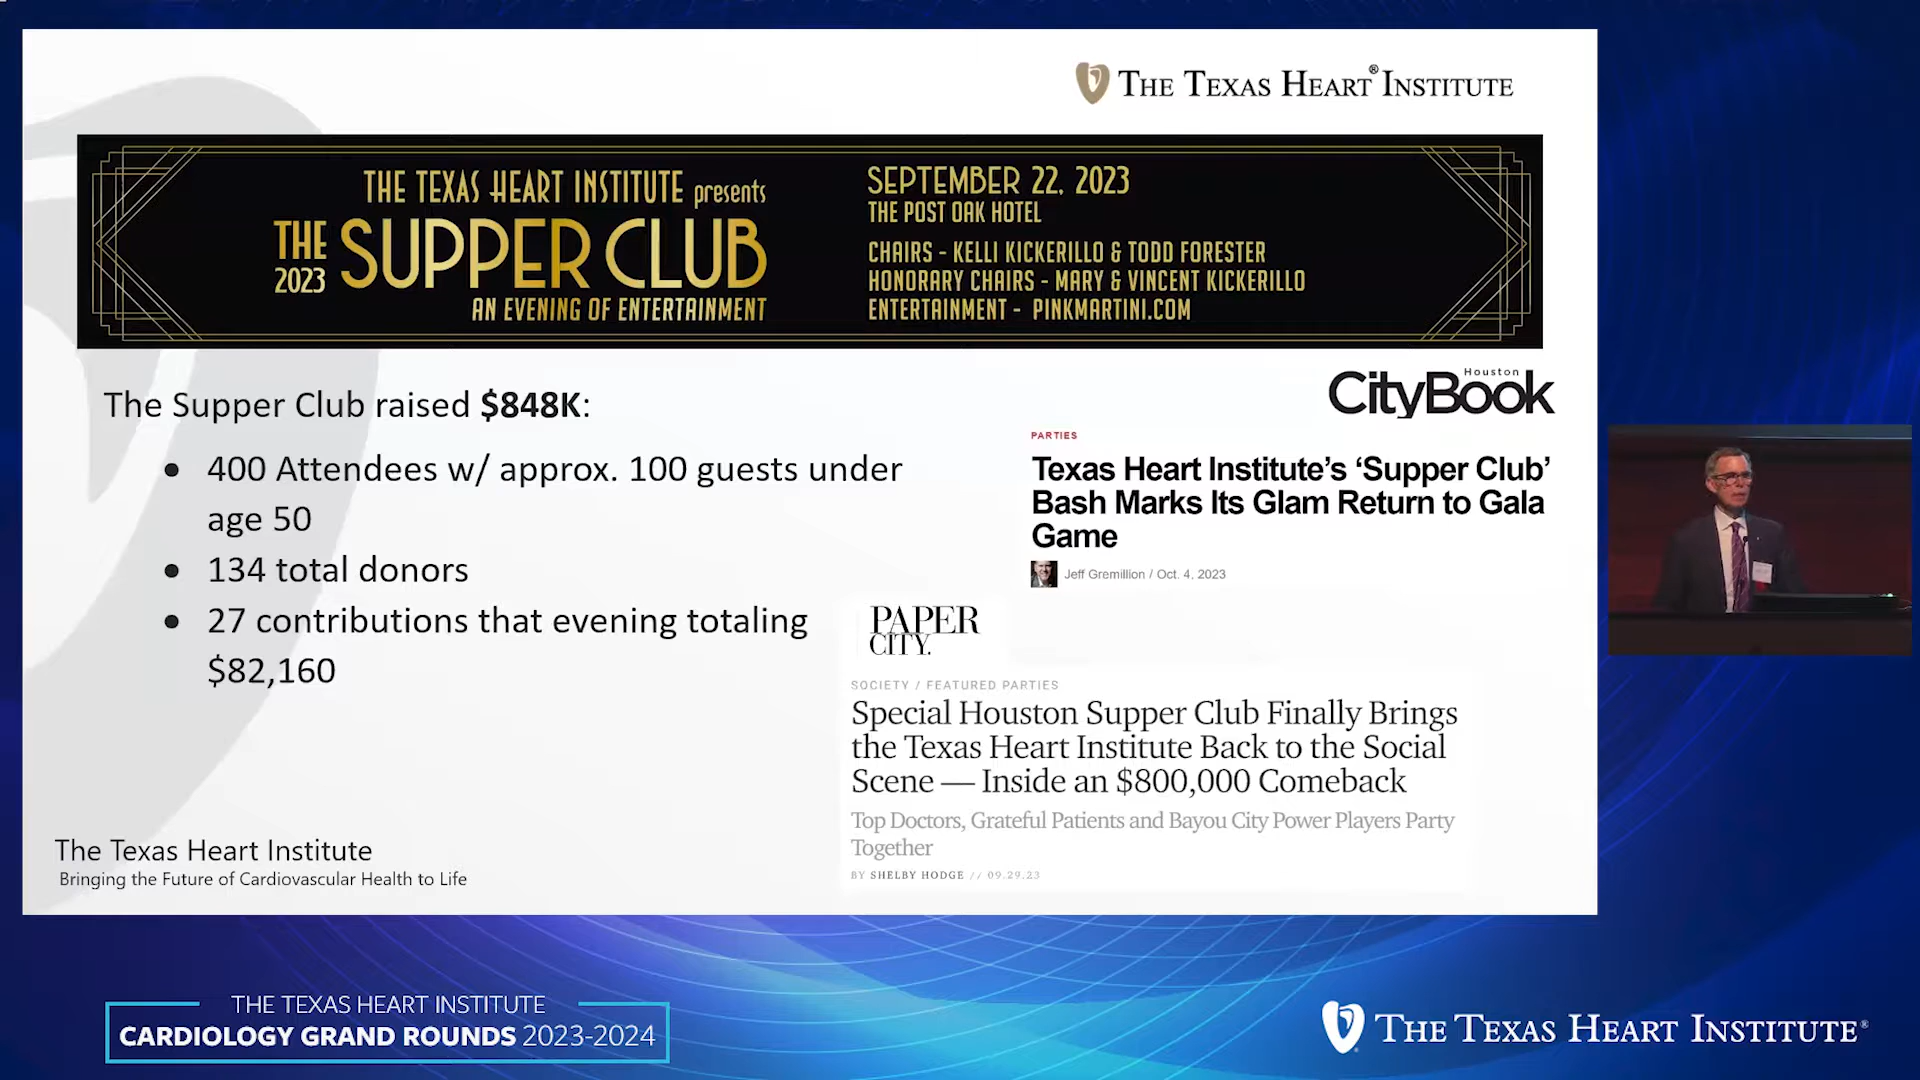 THE TEXAS HEART® INSTITUTE
THE TEXAS HEART INSTITUTE presents
THE 2023 SUPPER CLUB
AN EVENING OF ENTERTAINMENT
SEPTEMBER 22, 2023
THE POST OAK HOTEL
CHAIRS - KELLI KICKERILLO & TODD FORESTER
HONORARY CHAIRS - MARY & VINCENT KICKERILLO
ENTERTAINMENT - PINKMARTINI.COM
The Supper Club raised $848K:
• 400 Attendees w/ approx. 100 guests under
age 50
• 134 total donors
• 27 contributions that evening totaling
$82,160
Houston
CityBook
PARTIES
Texas Heart Institute’s ‘Supper Club’
Bash Marks Its Glam Return to Gala
Game
Jeff Gremillion / Oct. 4, 2023
PAPER
CITY.
SOCIETY / FEATURED PARTIES
Special Houston Supper Club Finally Brings
the Texas Heart Institute Back to the Social
Scene — Inside an $800,000 Comeback
Top Doctors, Grateful Patients and Bayou City Power Players Party
Together
BY SHELBY HODGE // 09.29.23
The Texas Heart Institute
Bringing the Future of Cardiovascular Health to Life
THE TEXAS HEART INSTITUTE
CARDIOLOGY GRAND ROUNDS 2023-2024
THE TEXAS HEART INSTITUTE®